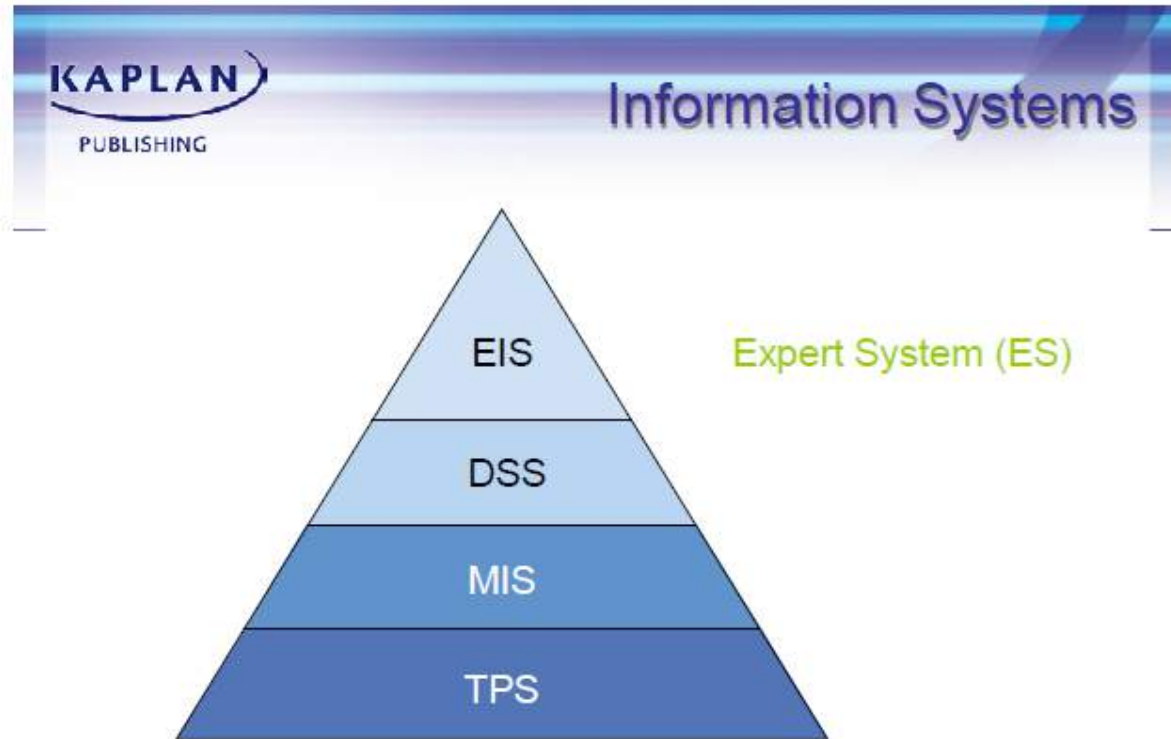 KAPLAN
PUBLISHING
Information Systems
EIS
Expert System (ES)
DSS
MIS
TPS